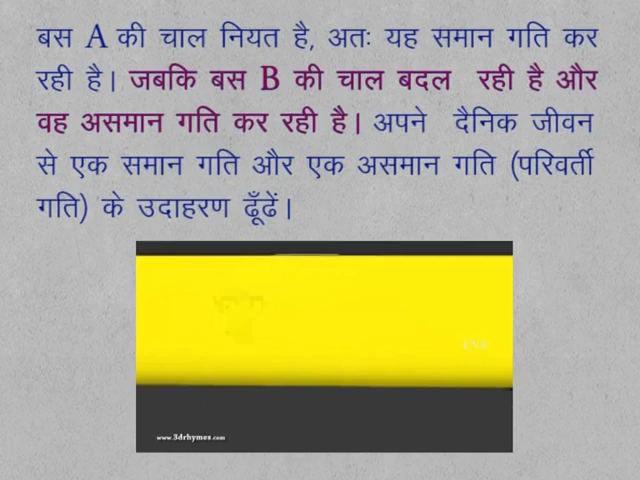 बस A की चाल नियत है, अतः यह समान गति कर
रही है। जबकि बस B की चाल बदल रही है और
वह असमान गति कर रही है। अपने दैनिक जीवन
से एक समान गति और एक असमान गति (परिवर्ती
गति) के उदाहरण ढूँढें।
www.3drhymes.com